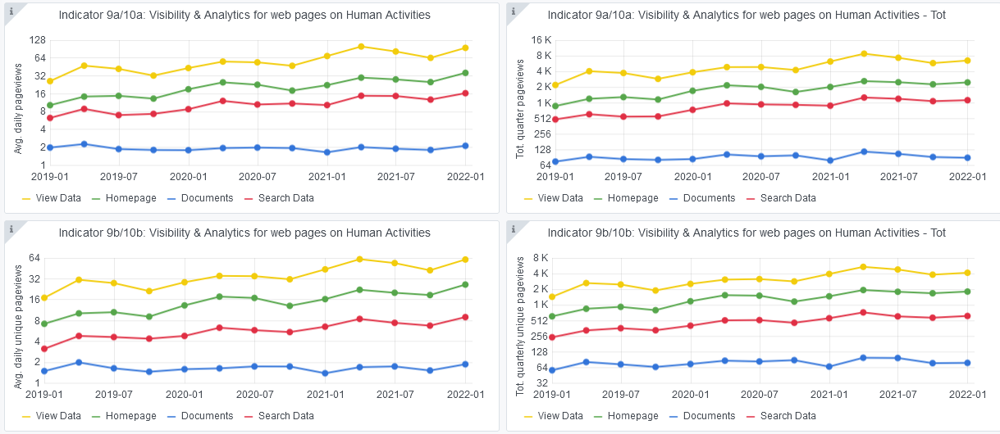 i
Indicator 9a/10a: Visibility & Analytics for web pages on Human Activities
Avg. daily pageviews
128
64
32
16
8
4
2
1
2019-01 2019-07 2020-01 2020-07 2021-01 2021-07 2022-01
View Data Homepage Documents Search Data
i
Indicator 9a/10a: Visibility & Analytics for web pages on Human Activities - Tot
Tot. quarter pageviews
16 K
8 K
4 K
2 K
1 K
512
256
128
64
2019-01 2019-07 2020-01 2020-07 2021-01 2021-07 2022-01
View Data Homepage Documents Search Data
i
Indicator 9b/10b: Visibility & Analytics for web pages on Human Activities
Avg. daily unique pageviews
64
32
16
8
4
2
1
2019-01 2019-07 2020-01 2020-07 2021-01 2021-07 2022-01
View Data Homepage Documents Search Data
i
Indicator 9b/10b: Visibility & Analytics for web pages on Human Activities - Tot
Tot. quarterly unique pageviews
8 K
4 K
2 K
1 K
512
256
128
64
32
2019-01 2019-07 2020-01 2020-07 2021-01 2021-07 2022-01
View Data Homepage Documents Search Data